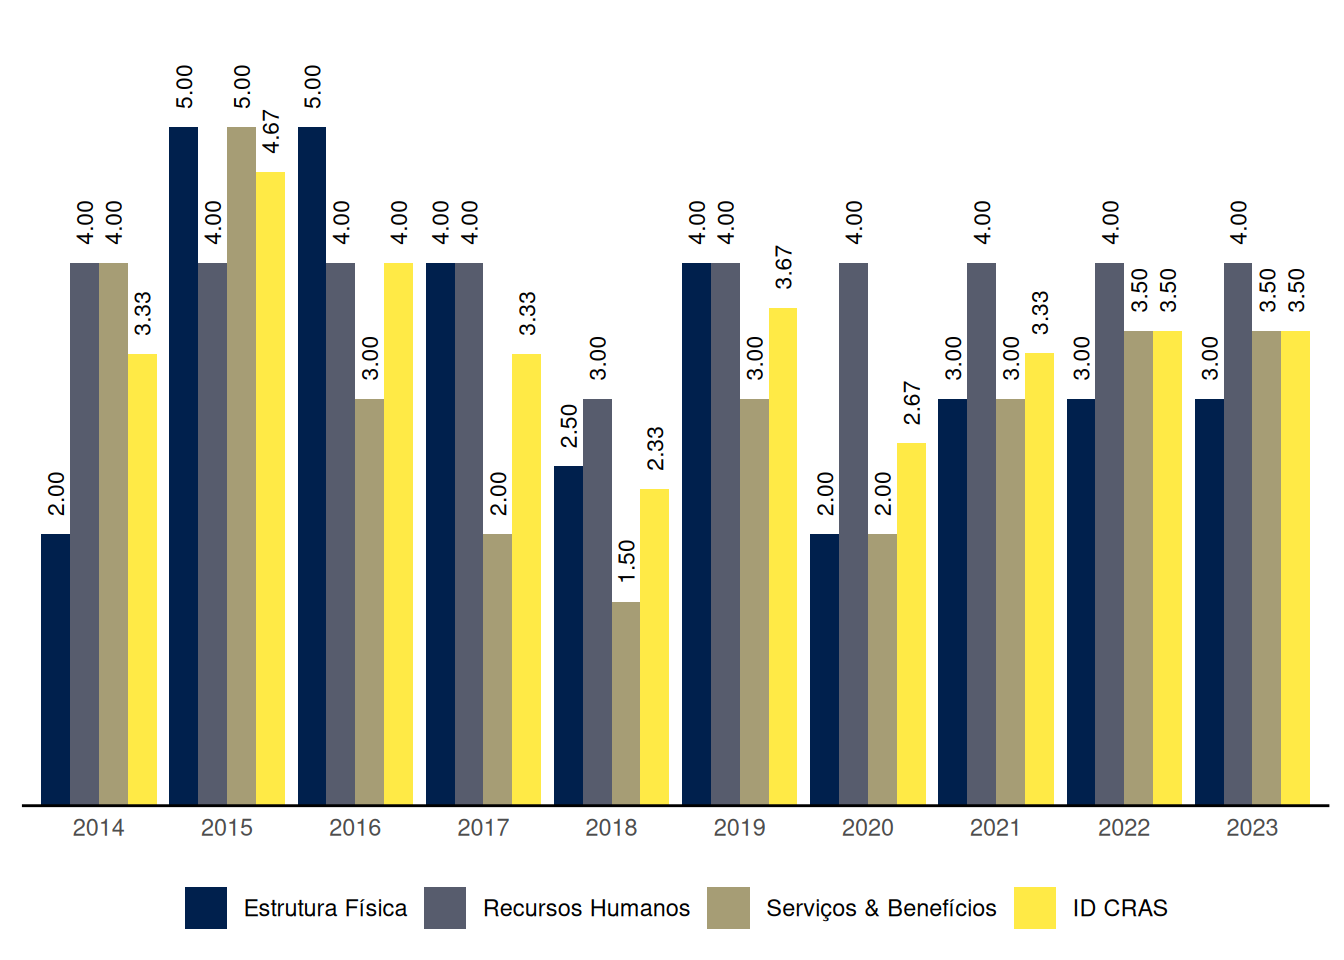 5.00 5.00 5.00
4.67
4.00 4.00 4.00 4.00 4.00 4.00 4.00 4.00 4.00 4.00 4.00 4.00 4.00
3.67
3.50 3.50 3.50 3.50
3.33 3.33 3.33
3.00 3.00 3.00 3.00 3.00 3.00 3.00
2.67
2.50
2.33
2.00 2.00 2.00 2.00
1.50
2014 2015 2016 2017 2018 2019 2020 2021 2022 2023
Estrutura Física Recursos Humanos Serviços & Benefícios ID CRAS